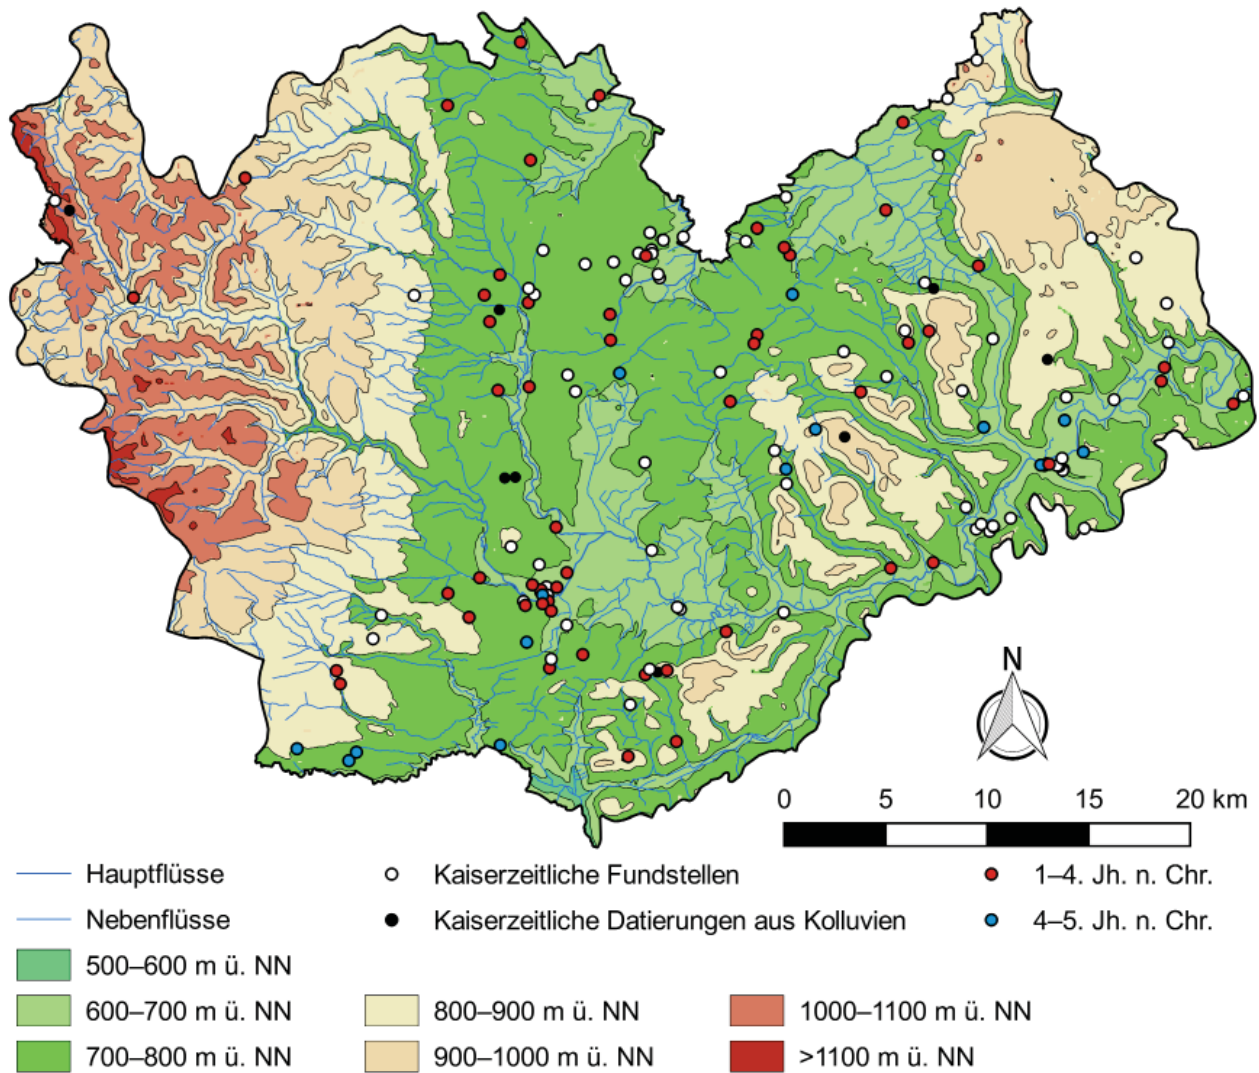 N
0 5 10 15 20 km
Hauptflüsse
Kaiserzeitliche Fundstellen
1–4. Jh. n. Chr.
Nebenflüsse
Kaiserzeitliche Datierungen aus Kolluvien
4–5. Jh. n. Chr.
500–600 m ü. NN
600–700 m ü. NN
800–900 m ü. NN
1000–1100 m ü. NN
700–800 m ü. NN
900–1000 m ü. NN
>1100 m ü. NN